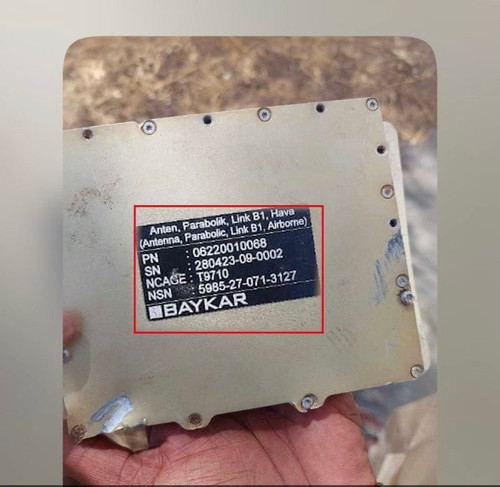 Anten, Parabolik, Link B1, Hava
(Antenna, Parabolic, Link B1, Airborne)
PN : 06220010068
SN : 280423-09-0002
NCAGE : T9710
NSN : 5985-27-071-3127
BAYKAR